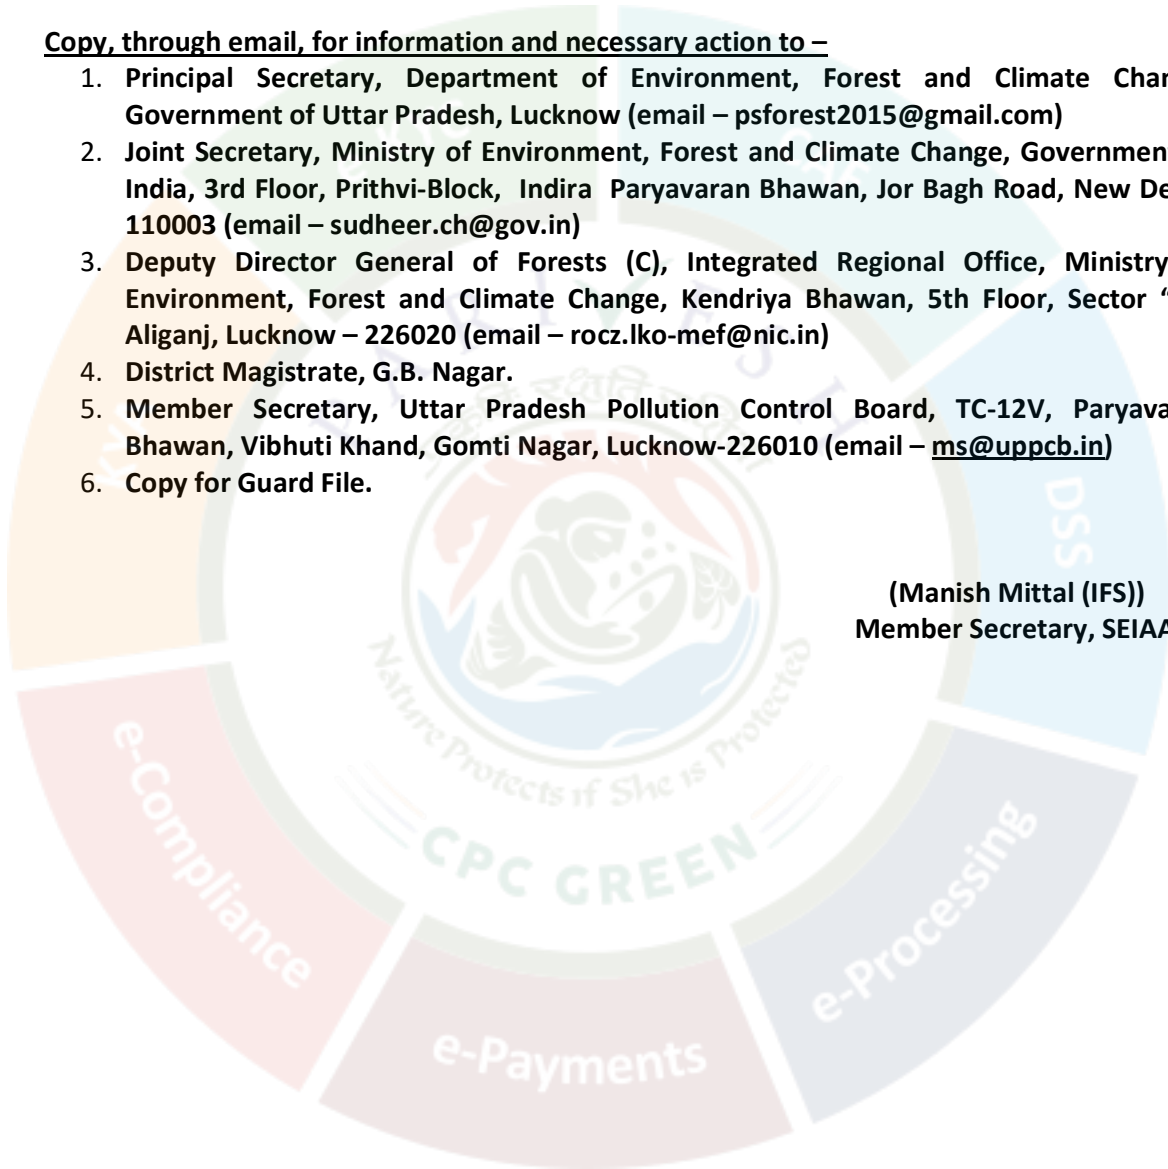 Copy, through email, for information and necessary action to –
1. Principal Secretary, Department of Environment, Forest and Climate Chan
Government of Uttar Pradesh, Lucknow (email – psforest2015@gmail.com)
2. Joint Secretary, Ministry of Environment, Forest and Climate Change, Government
India, 3rd Floor, Prithvi-Block, Indira Paryavaran Bhawan, Jor Bagh Road, New De
110003 (email – sudheer.ch@gov.in)
3. Deputy Director General of Forests (C), Integrated Regional Office, Ministry
Environment, Forest and Climate Change, Kendriya Bhawan, 5th Floor, Sector “
Aliganj, Lucknow – 226020 (email – rocz.lko-mef@nic.in)
4. District Magistrate, G.B. Nagar.
5. Member Secretary, Uttar Pradesh Pollution Control Board, TC-12V, Paryava
Bhawan, Vibhuti Khand, Gomti Nagar, Lucknow-226010 (email – ms@uppcb.in)
6. Copy for Guard File.
(Manish Mittal (IFS))
Member Secretary, SEIAA
PARIVESH
KYA
DSS
Nature Protects if She is Protected
CPC GREEN
e-Compliance
e-Payments
e-Processing